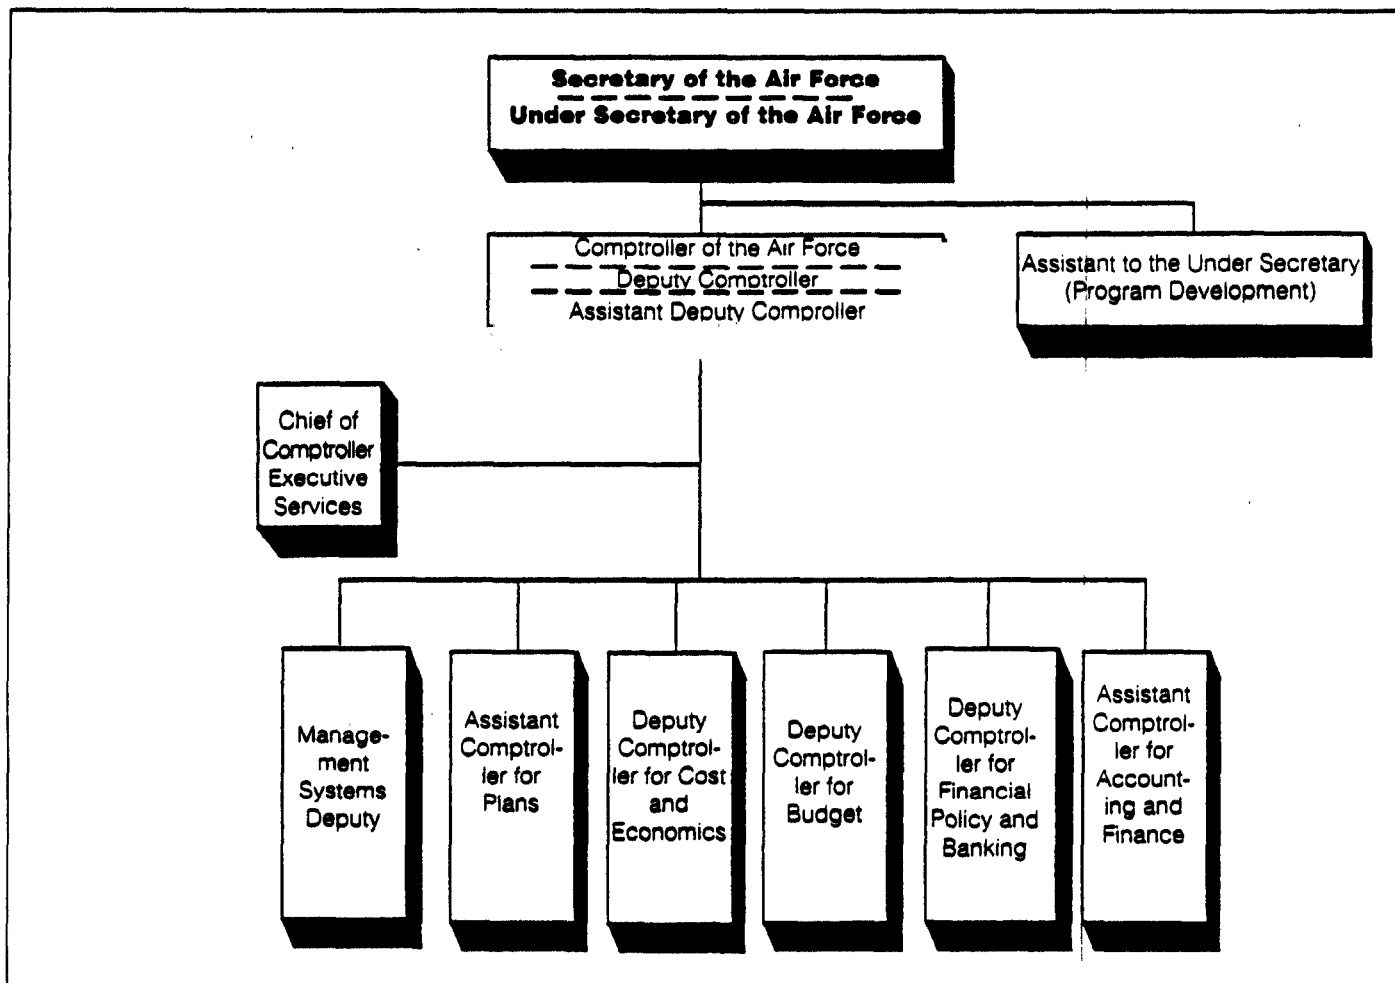 Secretary of the Air Force
Under Secretary of the Air Force
Comptroller of the Air Force
Deputy Comptroller
Assistant Deputy Comproller
Assistant to the Under Secretary
(Program Development)
Chief of
Comptroller
Executive
Services
Manage-
ment
Systems
Deputy
Assistant
Comptrol-
ler for
Plans
Deputy
Comptrol-
ler for Cost
and
Economics
Deputy
Comptrol-
ler for
Budget
Deputy
Comptrol-
ler for
Financial
Policy and
Banking
Assistant
Comptrol-
ler for
Account-
ing and
Finance